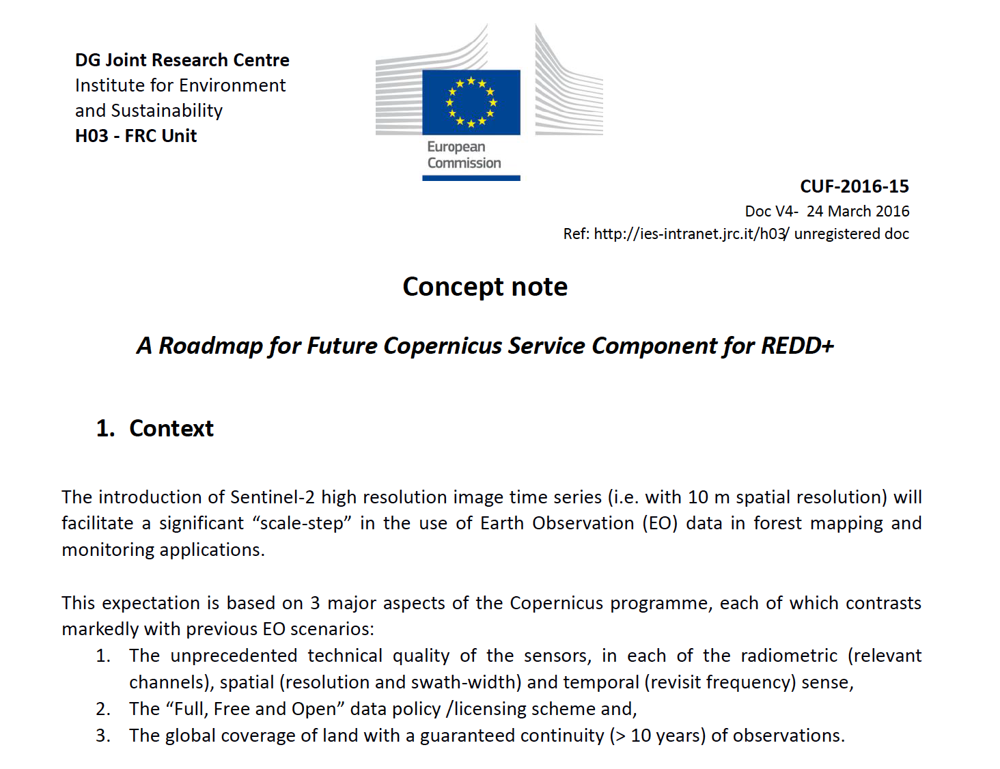 DG Joint Research Centre
Institute for Environment
and Sustainability
H03 - FRC Unit
European
Commission
CUF-2016-15
Doc V4-  24 March 2016
Ref: http://ies-intranet.jrc.it/h03/ unregistered doc
Concept note
A Roadmap for Future Copernicus Service Component for REDD+
1. Context
The introduction of Sentinel-2 high resolution image time series (i.e. with 10 m spatial resolution) will
facilitate a significant “scale-step” in the use of Earth Observation (EO) data in forest mapping and
monitoring applications.
This expectation is based on 3 major aspects of the Copernicus programme, each of which contrasts
markedly with previous EO scenarios:
1. The unprecedented technical quality of the sensors, in each of the radiometric (relevant
channels), spatial (resolution and swath-width) and temporal (revisit frequency) sense,
2. The “Full, Free and Open” data policy /licensing scheme and,
3. The global coverage of land with a guaranteed continuity (> 10 years) of observations.